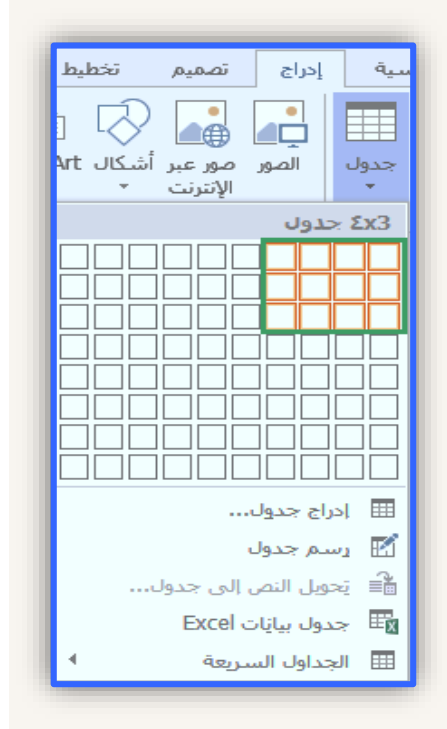 سية إدراج تصميم تخطيط
جدول الصور صور عبر الإنترنت أشكال Art
٤x3 جدول
إدراج جدول...
رسم جدول
تحويل النص إلى جدول...
جدول بيانات Excel
الجداول السريعة